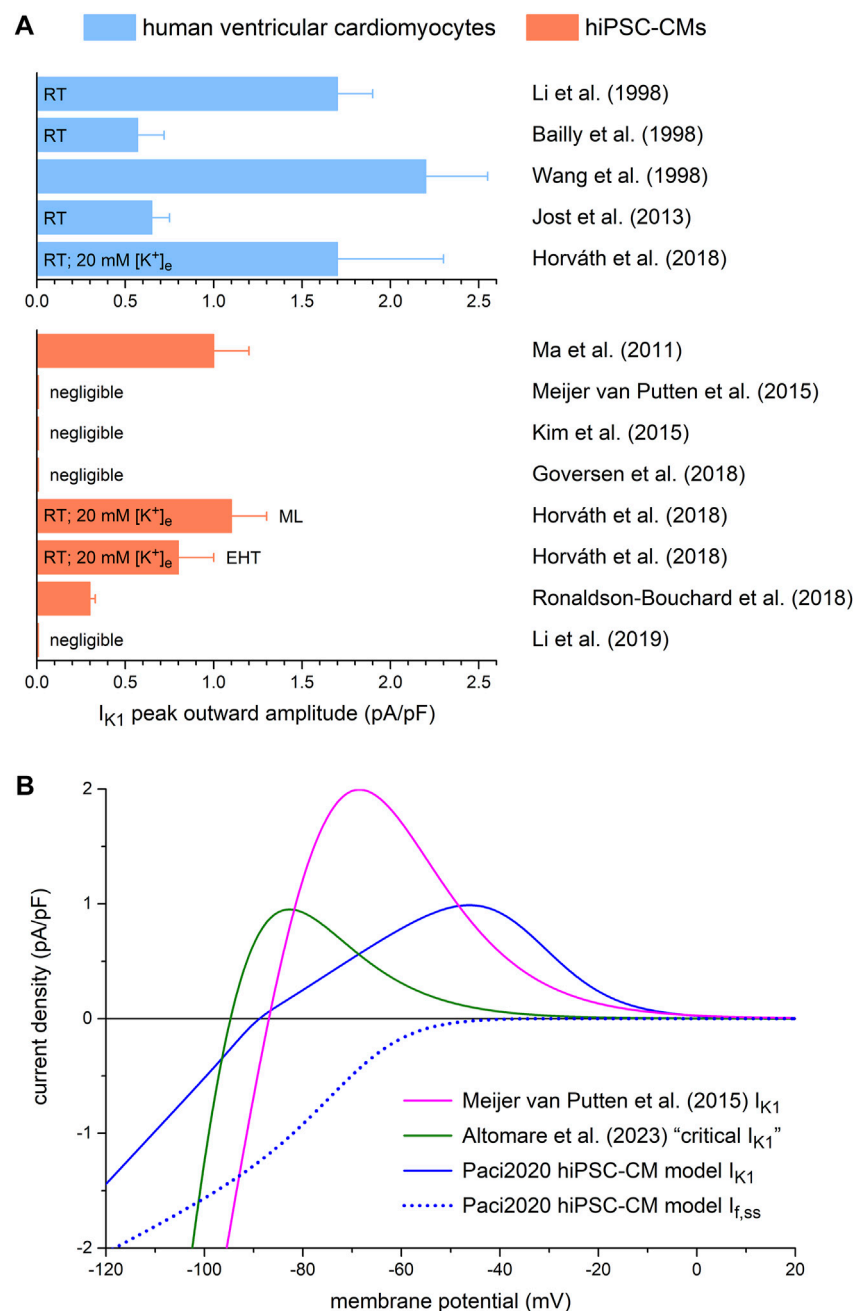 A human ventricular cardiomyocytes hiPSC-CMs
RT Li et al. (1998)
RT Bailly et al. (1998)
Wang et al. (1998)
RT Jost et al. (2013)
RT; 20 mM [K⁺]ₑ Horváth et al. (2018)
0.0 0.5 1.0 1.5 2.0 2.5
Ma et al. (2011)
negligible Meijer van Putten et al. (2015)
negligible Kim et al. (2015)
negligible Goversen et al. (2018)
RT; 20 mM [K⁺]ₑ ML Horváth et al. (2018)
RT; 20 mM [K⁺]ₑ EHT Horváth et al. (2018)
Ronaldson-Bouchard et al. (2018)
negligible Li et al. (2019)
0.0 0.5 1.0 1.5 2.0 2.5
I_K1 peak outward amplitude (pA/pF)
B
2
1
0
-1
-2
current density (pA/pF)
Meijer van Putten et al. (2015) I_K1
Altomare et al. (2023) “critical I_K1”
Paci2020 hiPSC-CM model I_K1
Paci2020 hiPSC-CM model I_f,ss
-120 -100 -80 -60 -40 -20 0 20
membrane potential (mV)